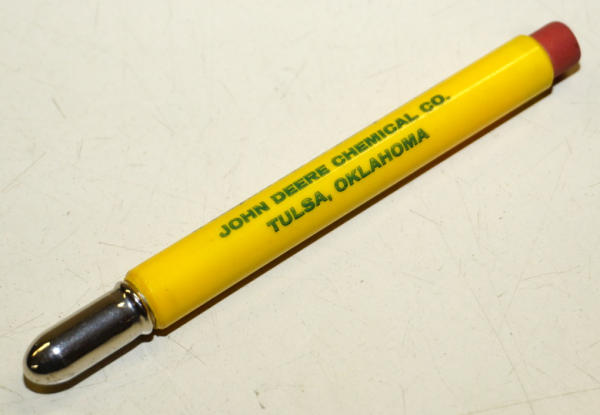 JOHN DEERE CHEMICAL CO.
TULSA, OKLAHOMA